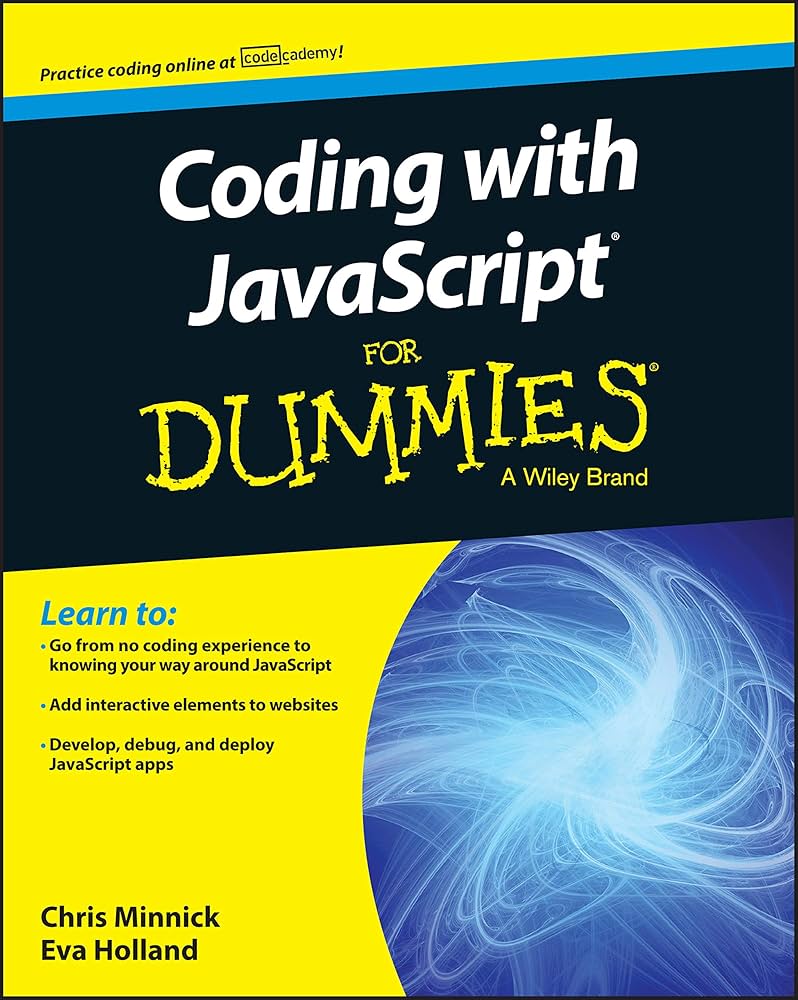 Practice coding online at codecademy!
Coding with
JavaScript®
FOR
DUMMIES®
A Wiley Brand
Learn to:
• Go from no coding experience to
knowing your way around JavaScript
• Add interactive elements to websites
• Develop, debug, and deploy
JavaScript apps
Chris Minnick
Eva Holland